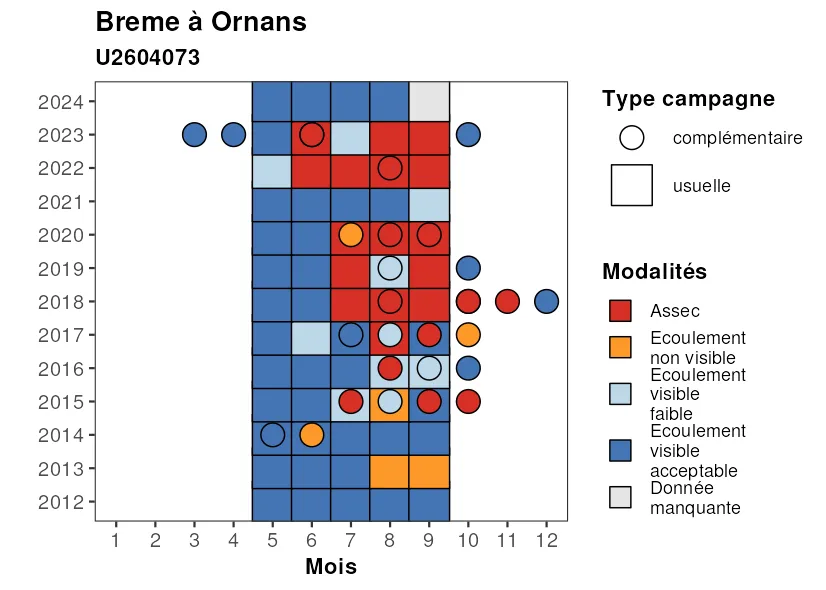 Breme à Ornans
U2604073
2024
2023
2022
2021
2020
2019
2018
2017
2016
2015
2014
2013
2012
1 2 3 4 5 6 7 8 9 10 11 12
Mois
Type campagne
complémentaire
usuelle
Modalités
Assec
Ecoulement
non visible
Ecoulement
visible
faible
Ecoulement
visible
acceptable
Donnée
manquante